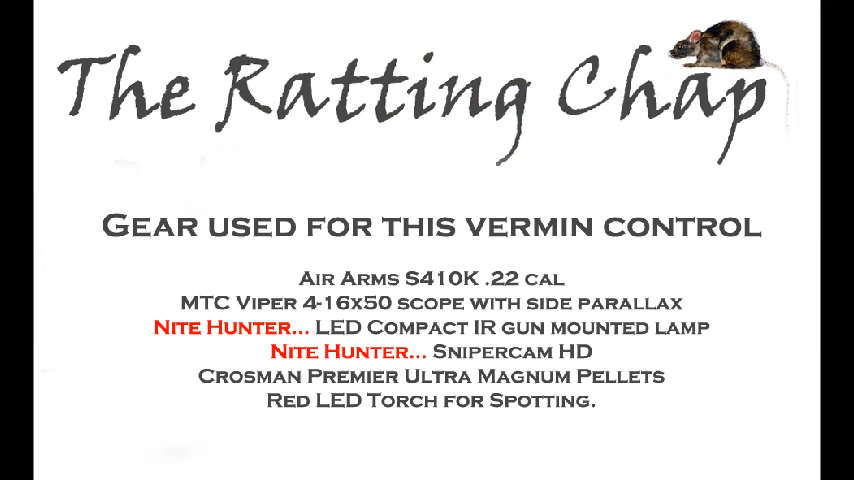 The Ratting Chap
Gear used for this vermin control
Air Arms S410K .22 cal
MTC Viper 4-16x50 scope with side parallax
Nite Hunter... LED Compact IR gun mounted lamp
Nite Hunter... Snipercam HD
Crosman Premier Ultra Magnum Pellets
Red LED Torch for Spotting.